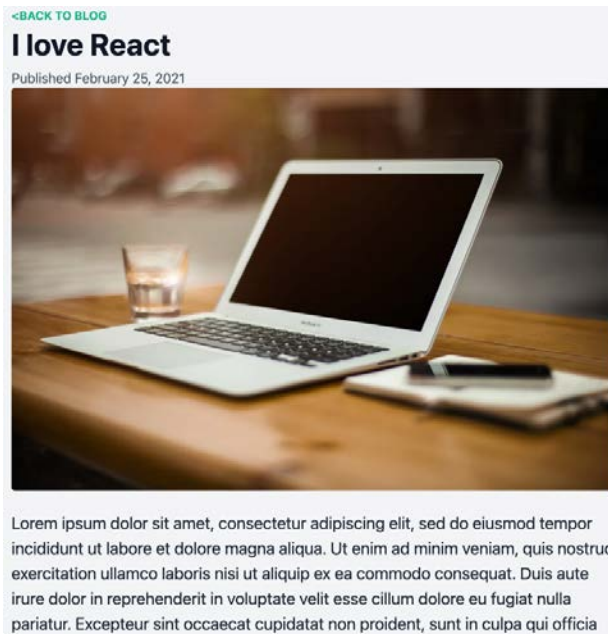 <BACK TO BLOG
I love React
Published February 25, 2021
Lorem ipsum dolor sit amet, consectetur adipiscing elit, sed do eiusmod tempor
incididunt ut labore et dolore magna aliqua. Ut enim ad minim veniam, quis nostrud
exercitation ullamco laboris nisi ut aliquip ex ea commodo consequat. Duis aute
irure dolor in reprehenderit in voluptate velit esse cillum dolore eu fugiat nulla
pariatur. Excepteur sint occaecat cupidatat non proident, sunt in culpa qui officia